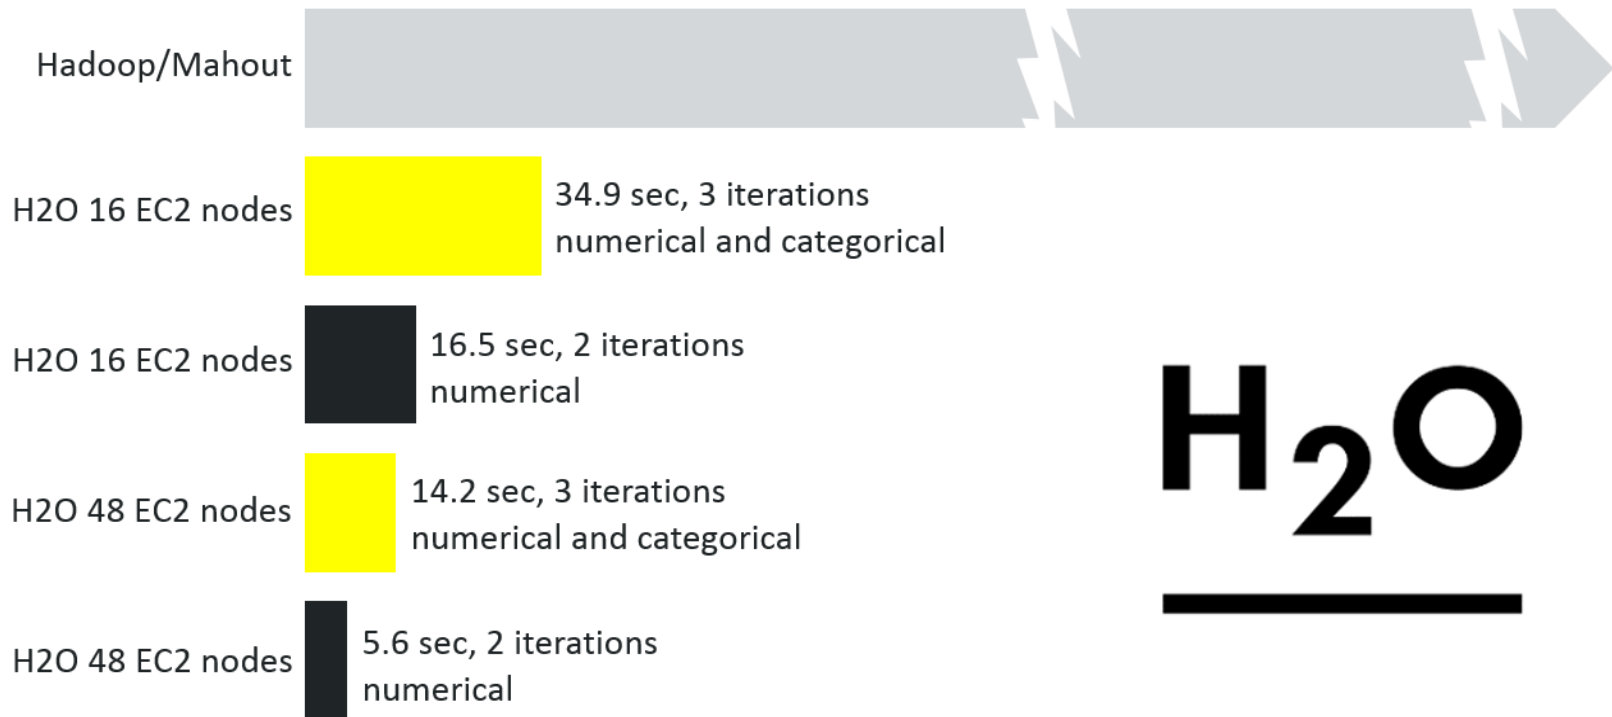 Hadoop/Mahout
H2O 16 EC2 nodes
34.9 sec, 3 iterations
numerical and categorical
H2O 16 EC2 nodes
16.5 sec, 2 iterations
numerical
H2O 48 EC2 nodes
14.2 sec, 3 iterations
numerical and categorical
H2O 48 EC2 nodes
5.6 sec, 2 iterations
numerical
H2O